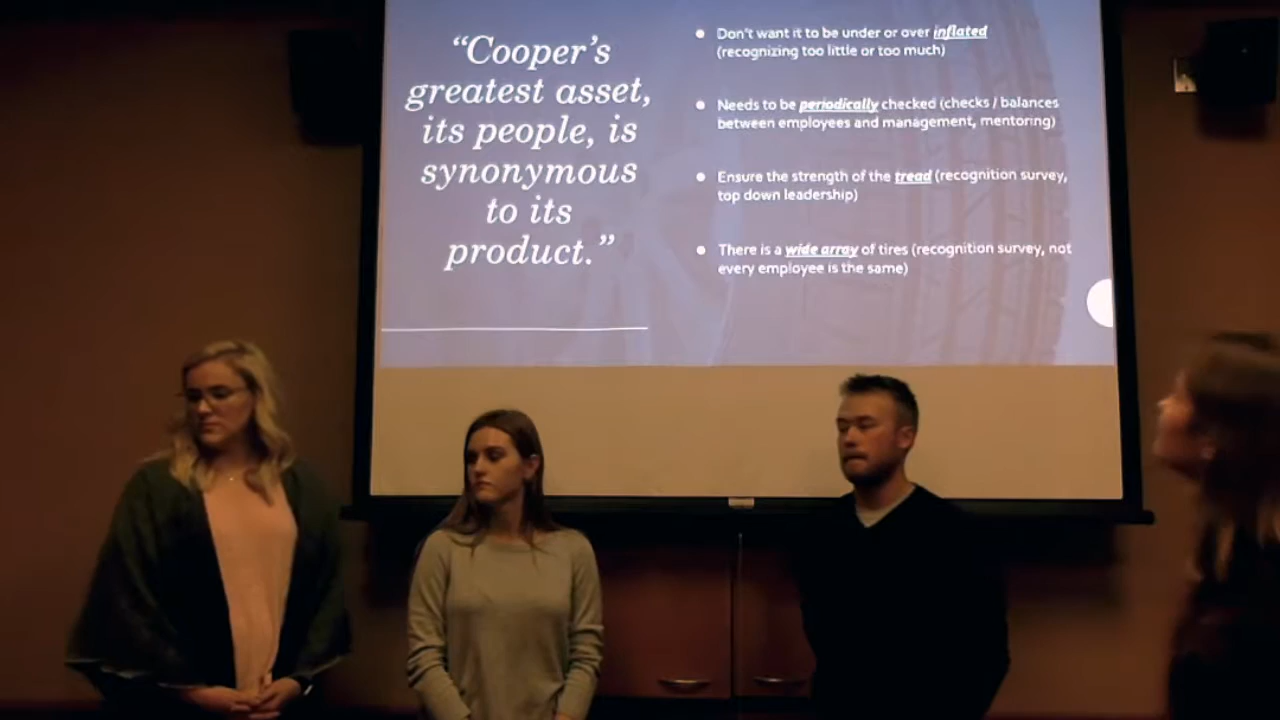 “Cooper’s
greatest asset,
its people, is
synonymous
to its
product.”
Don't want it to be under or over inflated
(recognizing too little or too much)
Needs to be periodically checked (checks / balances
between employees and management, mentoring)
Ensure the strength of the tread (recognition survey,
top down leadership)
There is a wide array of tires (recognition survey, not
every employee is the same)